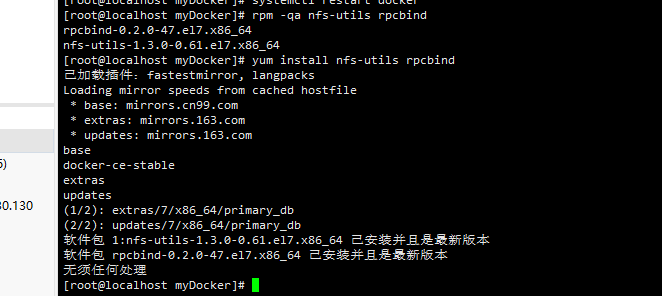 [root@localhost myDocker]# systemctl restart docker
[root@localhost myDocker]# rpm -qa nfs-utils rpcbind
rpcbind-0.2.0-47.el7.x86_64
nfs-utils-1.3.0-0.61.el7.x86_64
[root@localhost myDocker]# yum install nfs-utils rpcbind
已加载插件：fastestmirror, langpacks
Loading mirror speeds from cached hostfile
 * base: mirrors.cn99.com
 * extras: mirrors.163.com
 * updates: mirrors.163.com
base
docker-ce-stable
extras
updates
(1/2): extras/7/x86_64/primary_db
(2/2): updates/7/x86_64/primary_db
软件包 1:nfs-utils-1.3.0-0.61.el7.x86_64 已安装并且是最新版本
软件包 rpcbind-0.2.0-47.el7.x86_64 已安装并且是最新版本
无须任何处理
[root@localhost myDocker]#
0.130